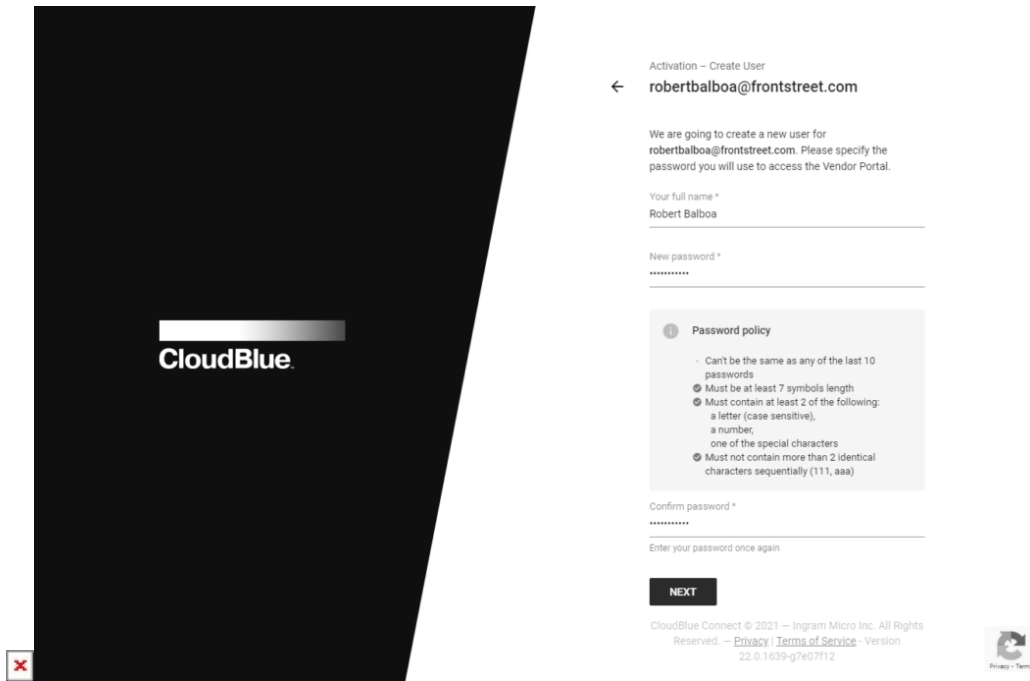 CloudBlue
Activation – Create User
robertbalboa@frontstreet.com
We are going to create a new user for
robertbalboa@frontstreet.com. Please specify the
password you will use to access the Vendor Portal.
Your full name *
Robert Balboa
New password *
•••••••••••
Password policy
- Can't be the same as any of the last 10
passwords
Must be at least 7 symbols length
Must contain at least 2 of the following:
a letter (case sensitive),
a number,
one of the special characters
Must not contain more than 2 identical
characters sequentially (111, aaa)
Confirm password *
•••••••••••
Enter your password once again
NEXT
CloudBlue Connect © 2021 — Ingram Micro Inc. All Rights
Reserved. — Privacy | Terms of Service - Version
22.0.1639-g7e07f12
Privacy - Term